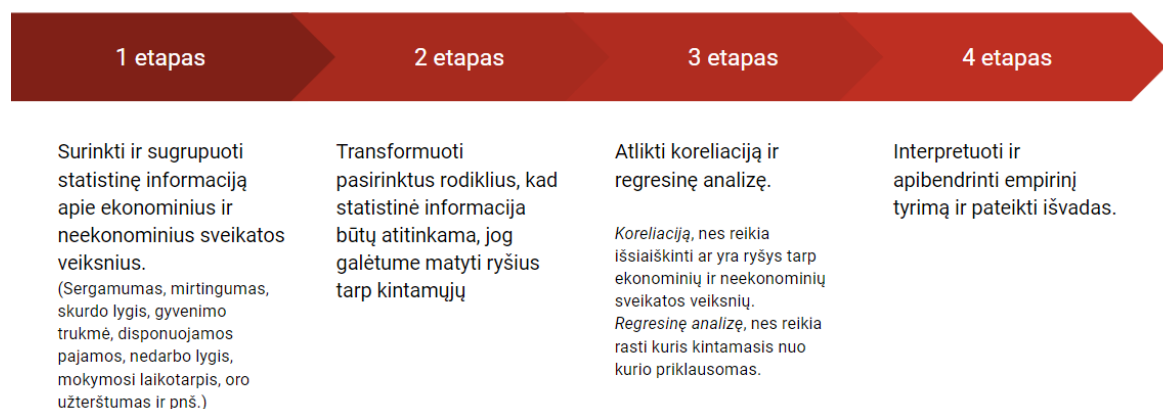 1 etapas
2 etapas
3 etapas
4 etapas
Surinkti ir sugrupuoti
statistinę informaciją
apie ekonominius ir
neekonominius sveikatos
veiksnius.
(Sergamumas, mirtingumas,
skurdo lygis, gyvenimo
trukmė, disponuojamos
pajamos, nedarbo lygis,
mokymosi laikotarpis, oro
užterštumas ir pnš.)
Transformuoti
pasirinktus rodiklius, kad
statistinė informacija
būtų atitinkama, jog
galėtume matyti ryšius
tarp kintamųjų
Atlikti koreliaciją ir
regresinę analizę.
Koreliaciją, nes reikia
išsiaiškinti ar yra ryšys tarp
ekonominių ir neekonominių
sveikatos veiksnių.
Regresinę analizę, nes reikia
rasti kuris kintamasis nuo
kurio priklausomas.
Interpretuoti ir
apibendrinti empirinį
tyrimą ir pateikti išvadas.